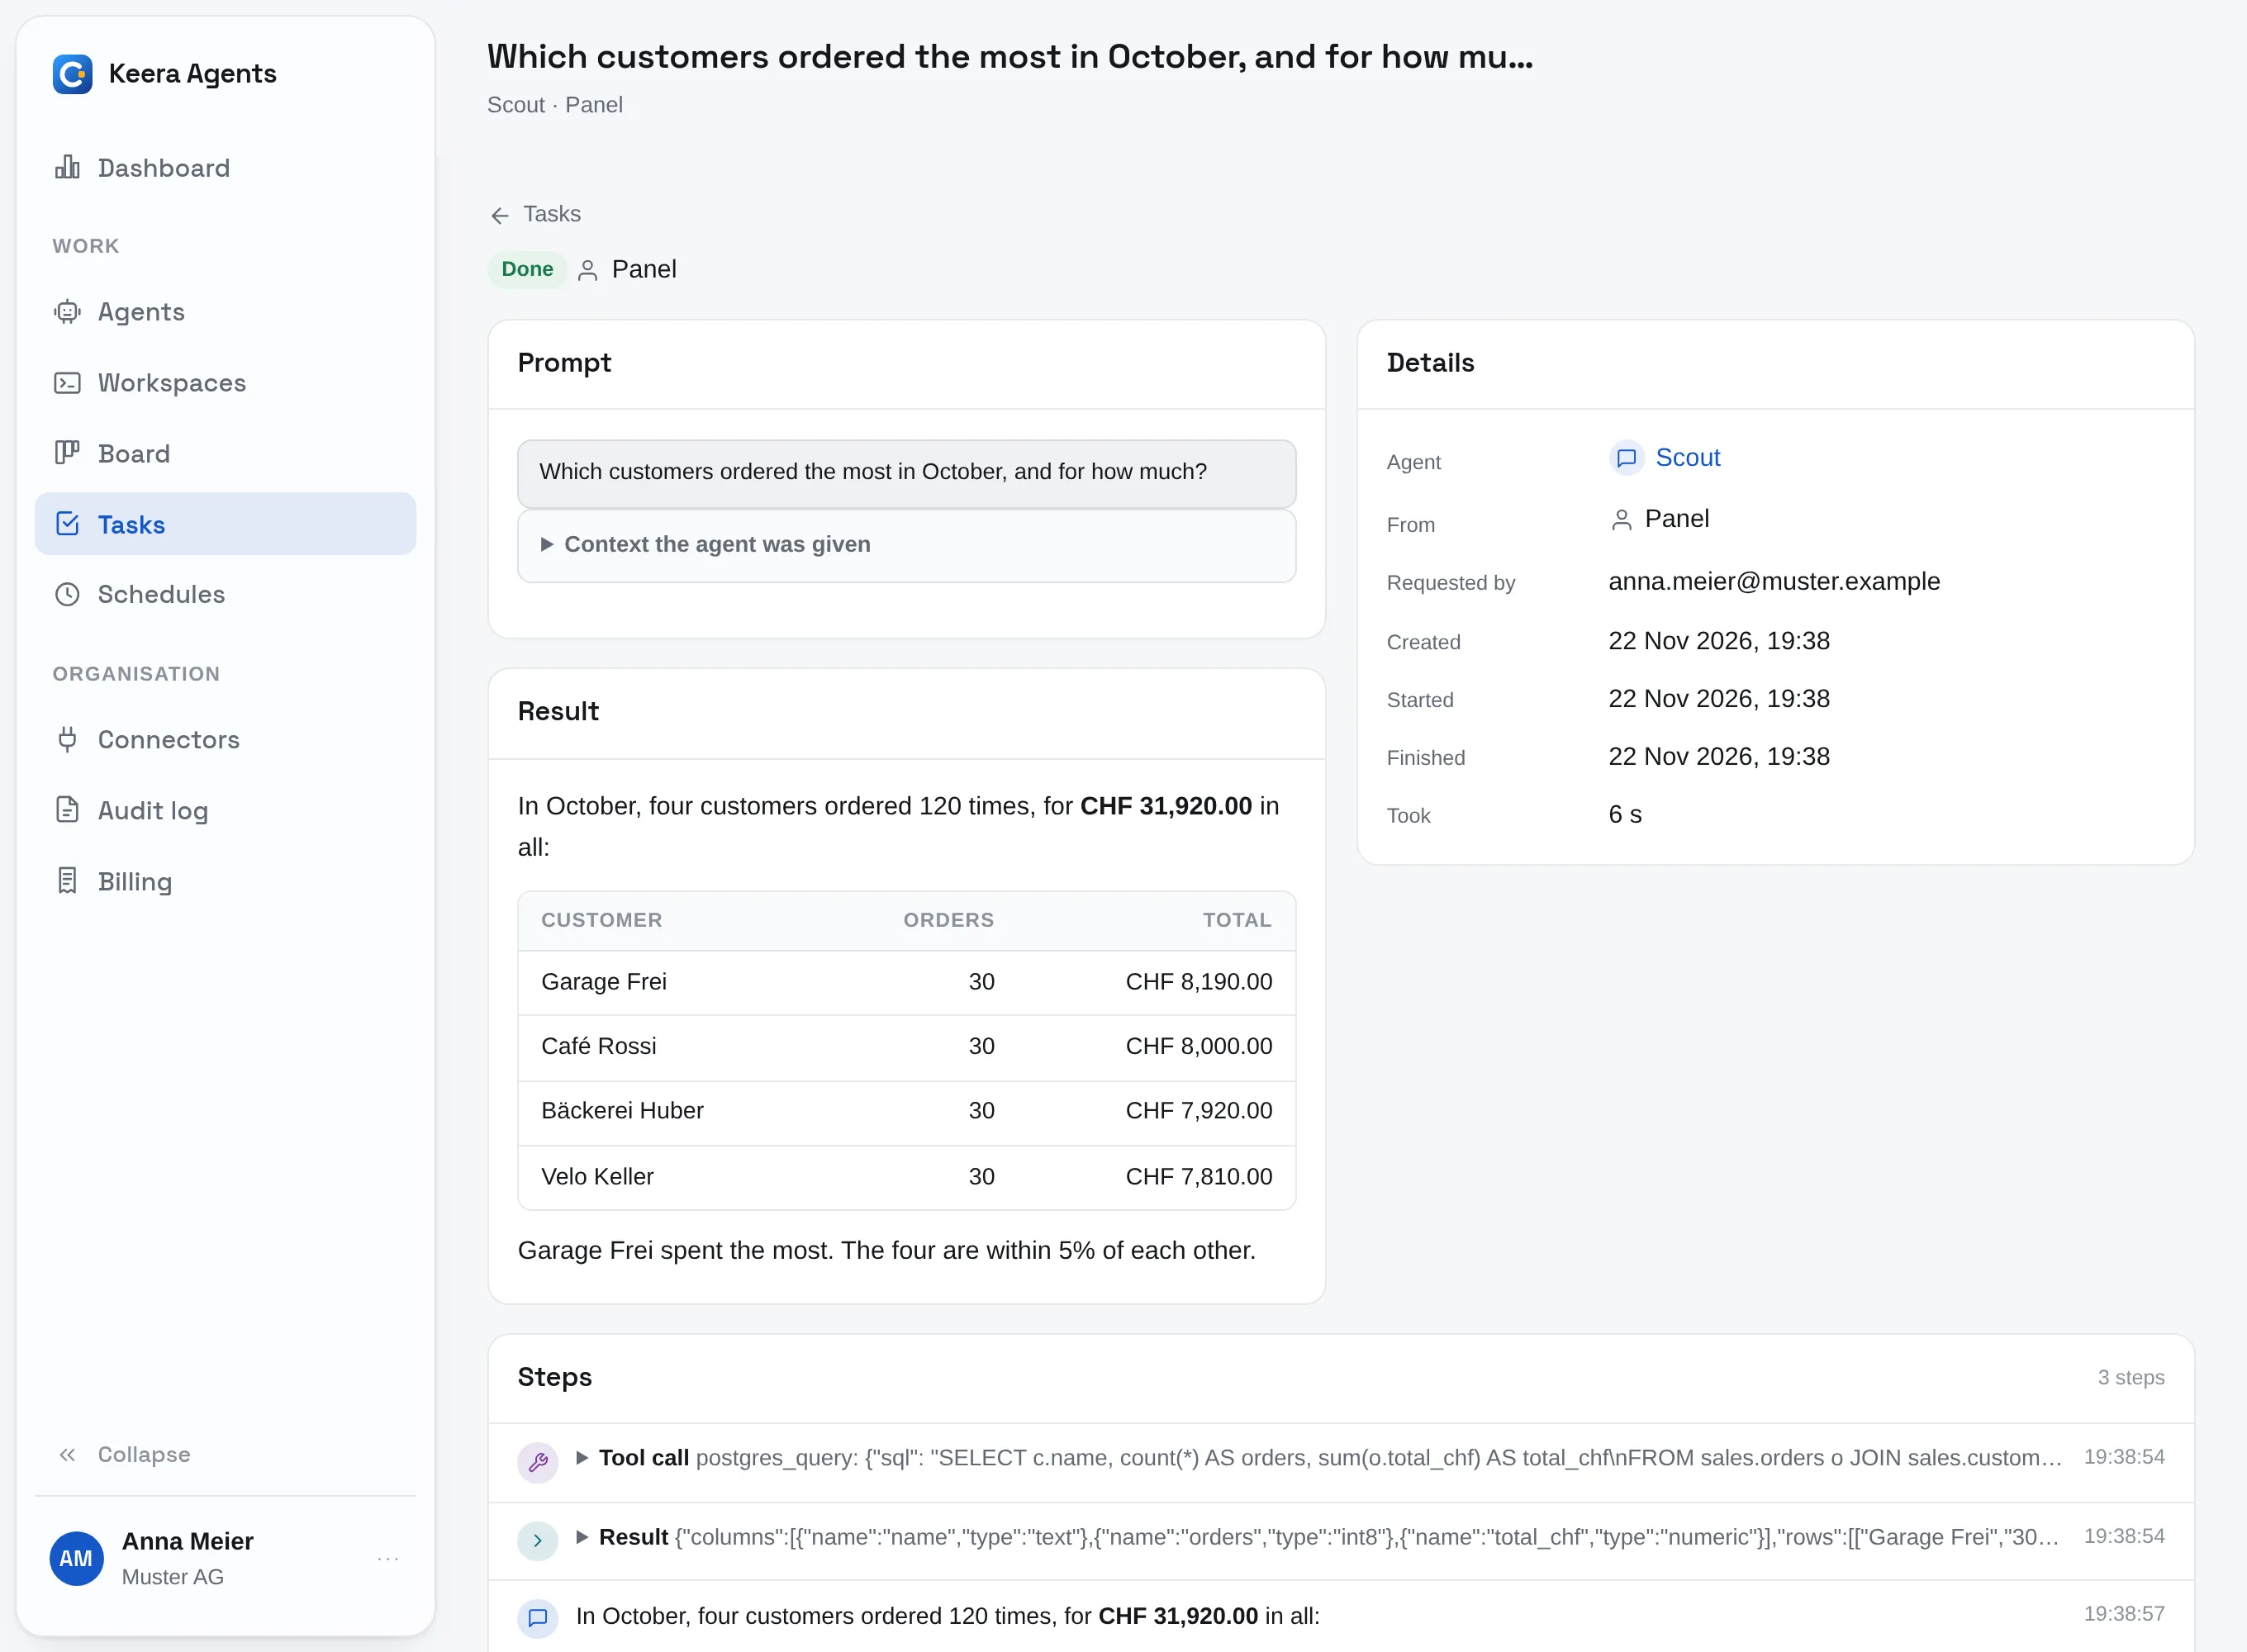 Keera Agents
Dashboard
WORK
Agents
Workspaces
Board
Tasks
Schedules
ORGANISATION
Connectors
Audit log
Billing
Collapse
AM
Anna Meier
Muster AG
...
Which customers ordered the most in October, and for how mu...
Scout · Panel
Tasks
Done
Panel
Prompt
Which customers ordered the most in October, and for how much?
Context the agent was given
Result
In October, four customers ordered 120 times, for CHF 31,920.00 in
all:
CUSTOMER ORDERS TOTAL
Garage Frei 30 CHF 8,190.00
Café Rossi 30 CHF 8,000.00
Bäckerei Huber 30 CHF 7,920.00
Velo Keller 30 CHF 7,810.00
Garage Frei spent the most. The four are within 5% of each other.
Details
Agent Scout
From Panel
Requested by anna.meier@muster.example
Created 22 Nov 2026, 19:38
Started 22 Nov 2026, 19:38
Finished 22 Nov 2026, 19:38
Took 6 s
Steps 3 steps
Tool call postgres_query: {"sql": "SELECT c.name, count(*) AS orders, sum(o.total_chf) AS total_chf\nFROM sales.orders o JOIN sales.custom... 19:38:54
Result {"columns":[{"name":"name","type":"text"},{"name":"orders","type":"int8"},{"name":"total_chf","type":"numeric"}],"rows":[["Garage Frei","30... 19:38:54
In October, four customers ordered 120 times, for CHF 31,920.00 in all: 19:38:57